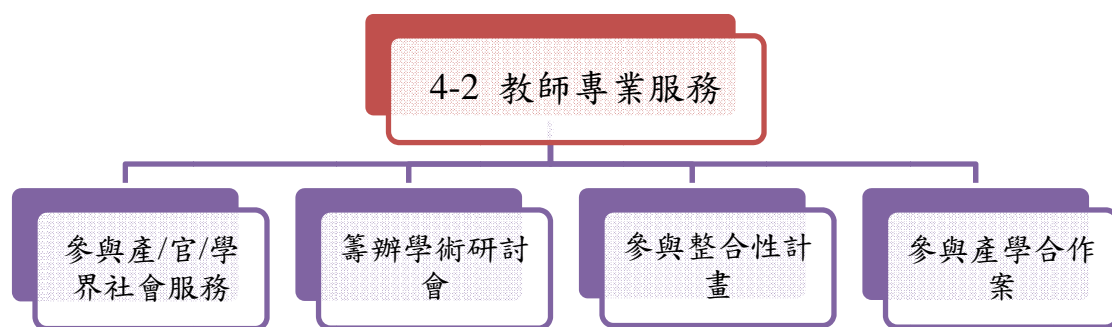 4-2 教師專業服務
參與產/官/學
界社會服務
籌辦學術研討
會
參與整合性計
畫
參與產學合作
案